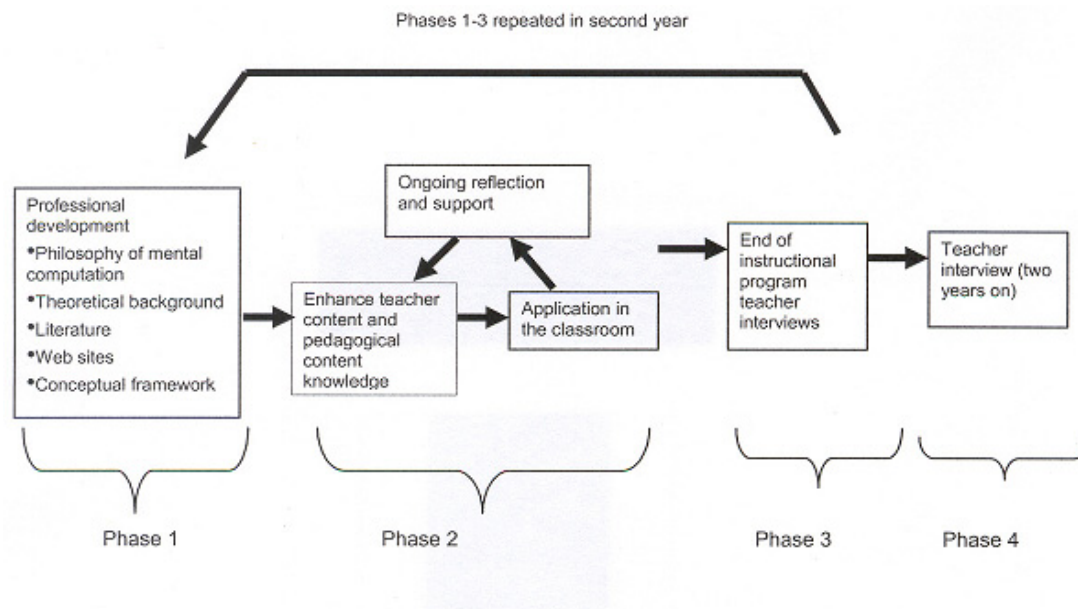 Phases 1-3 repeated in second year
Professional
development
•Philosophy of mental
computation
•Theoretical background
•Literature
•Web sites
•Conceptual framework
Ongoing reflection
and support
Enhance teacher
content and
pedagogical
content
knowledge
Application in
the classroom
End of
instructional
program
teacher
interviews
Teacher
interview (two
years on)
Phase 1
Phase 2
Phase 3
Phase 4